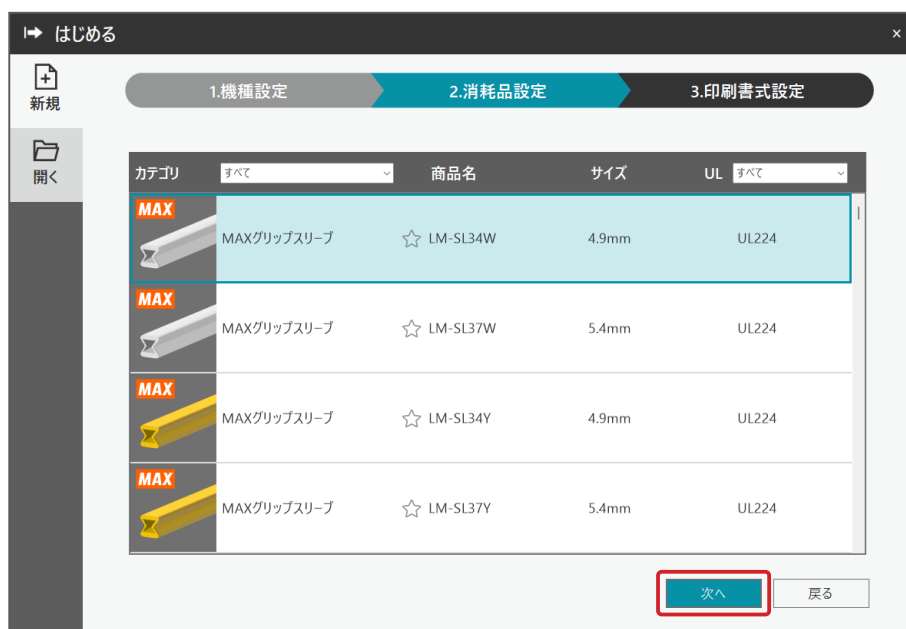 はじめる
×
新規
開く
1.機種設定
2.消耗品設定
3.印刷書式設定
カテゴリ すべて 商品名 サイズ UL すべて
MAX
MAXグリップスリーブ LM-SL34W 4.9mm UL224
MAX
MAXグリップスリーブ LM-SL37W 5.4mm UL224
MAX
MAXグリップスリーブ LM-SL34Y 4.9mm UL224
MAX
MAXグリップスリーブ LM-SL37Y 5.4mm UL224
次へ 戻る